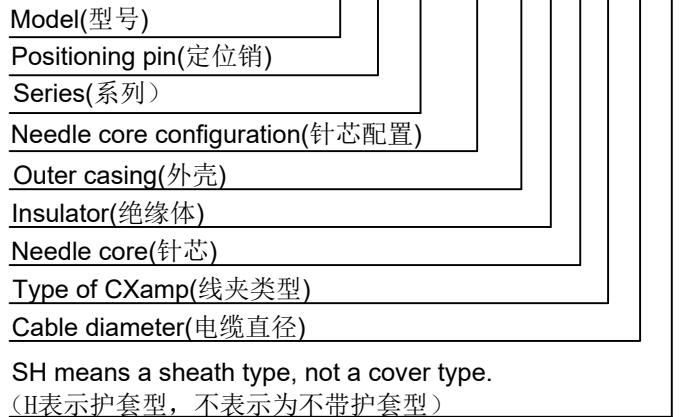 Model(型号)
Positioning pin(定位销)
Series(系列）
Needle core configuration(针芯配置)
Outer casing(外壳)
Insulator(绝缘体)
Needle core(针芯)
Type of CXamp(线夹类型)
Cable diameter(电缆直径)
SH means a sheath type, not a cover type.
（H表示护套型，不表示为不带护套型）